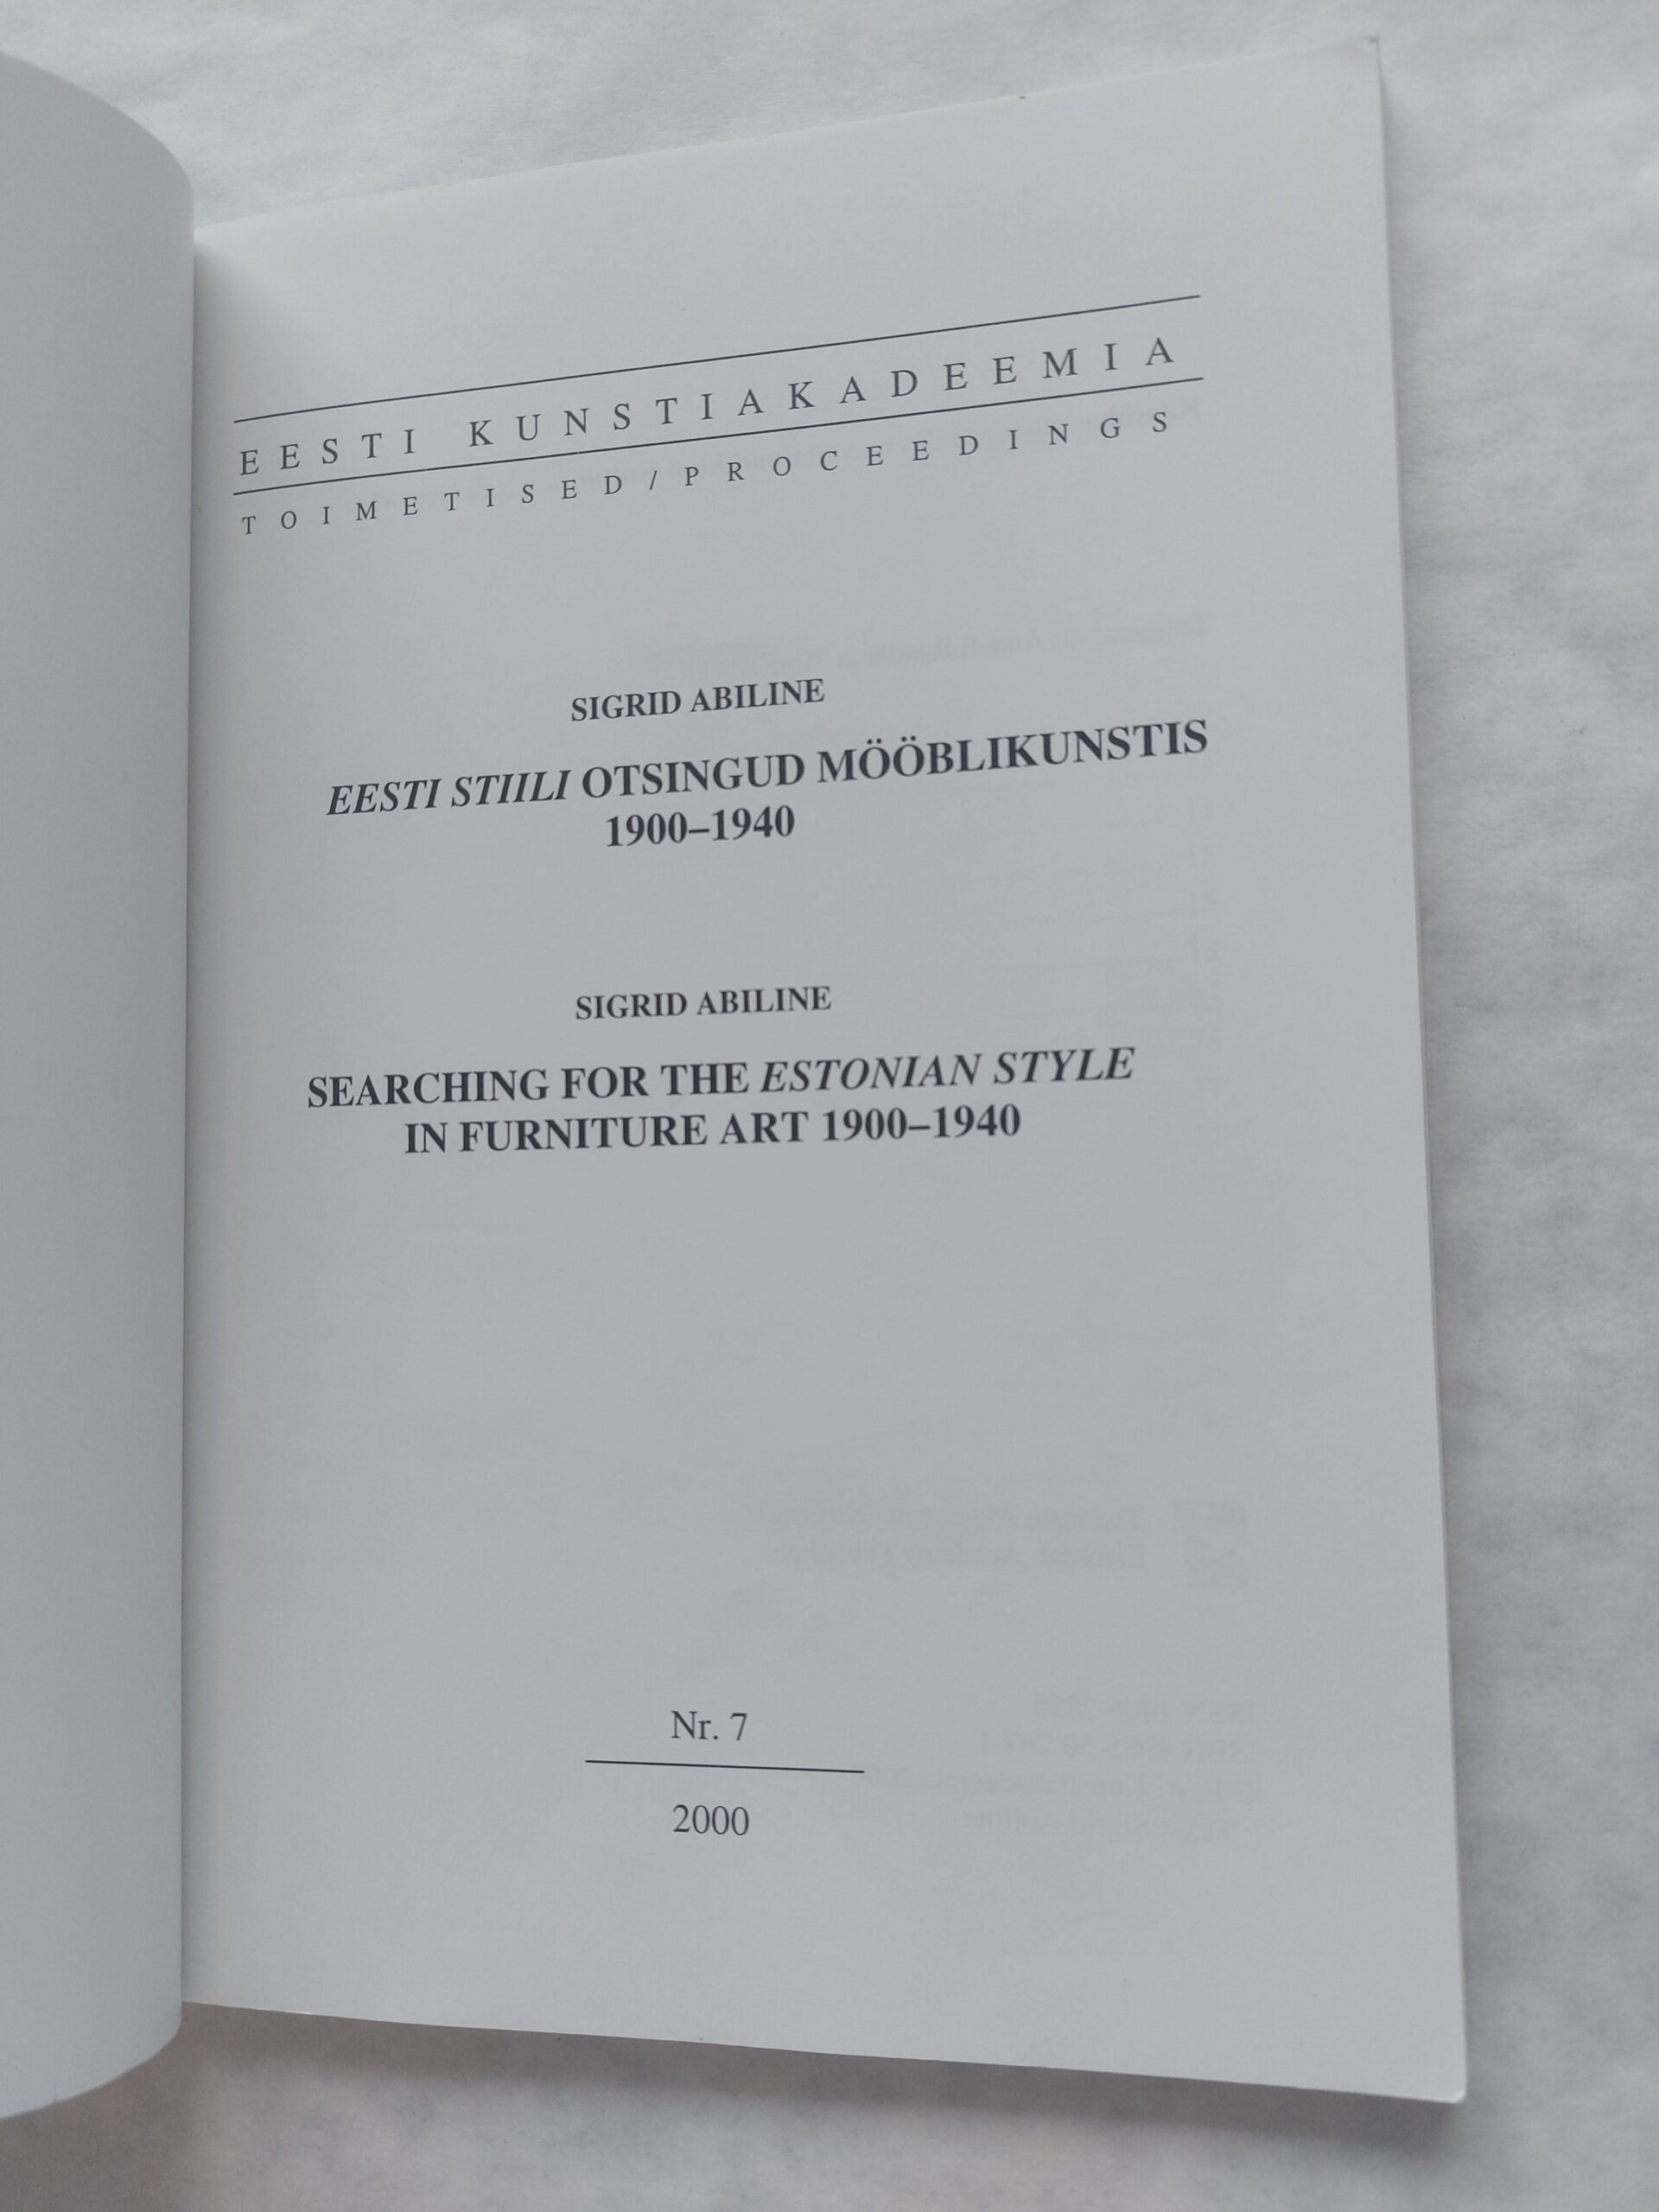 EESTI KUNSTIAKADEEMIA
TOIMETISED/PROCEEDINGS
SIGRID ABILINE
EESTI STIILI OTSINGUD MÖÖBLIKUNSTIS
1900–1940
SIGRID ABILINE
SEARCHING FOR THE ESTONIAN STYLE
IN FURNITURE ART 1900–1940
Nr. 7
2000